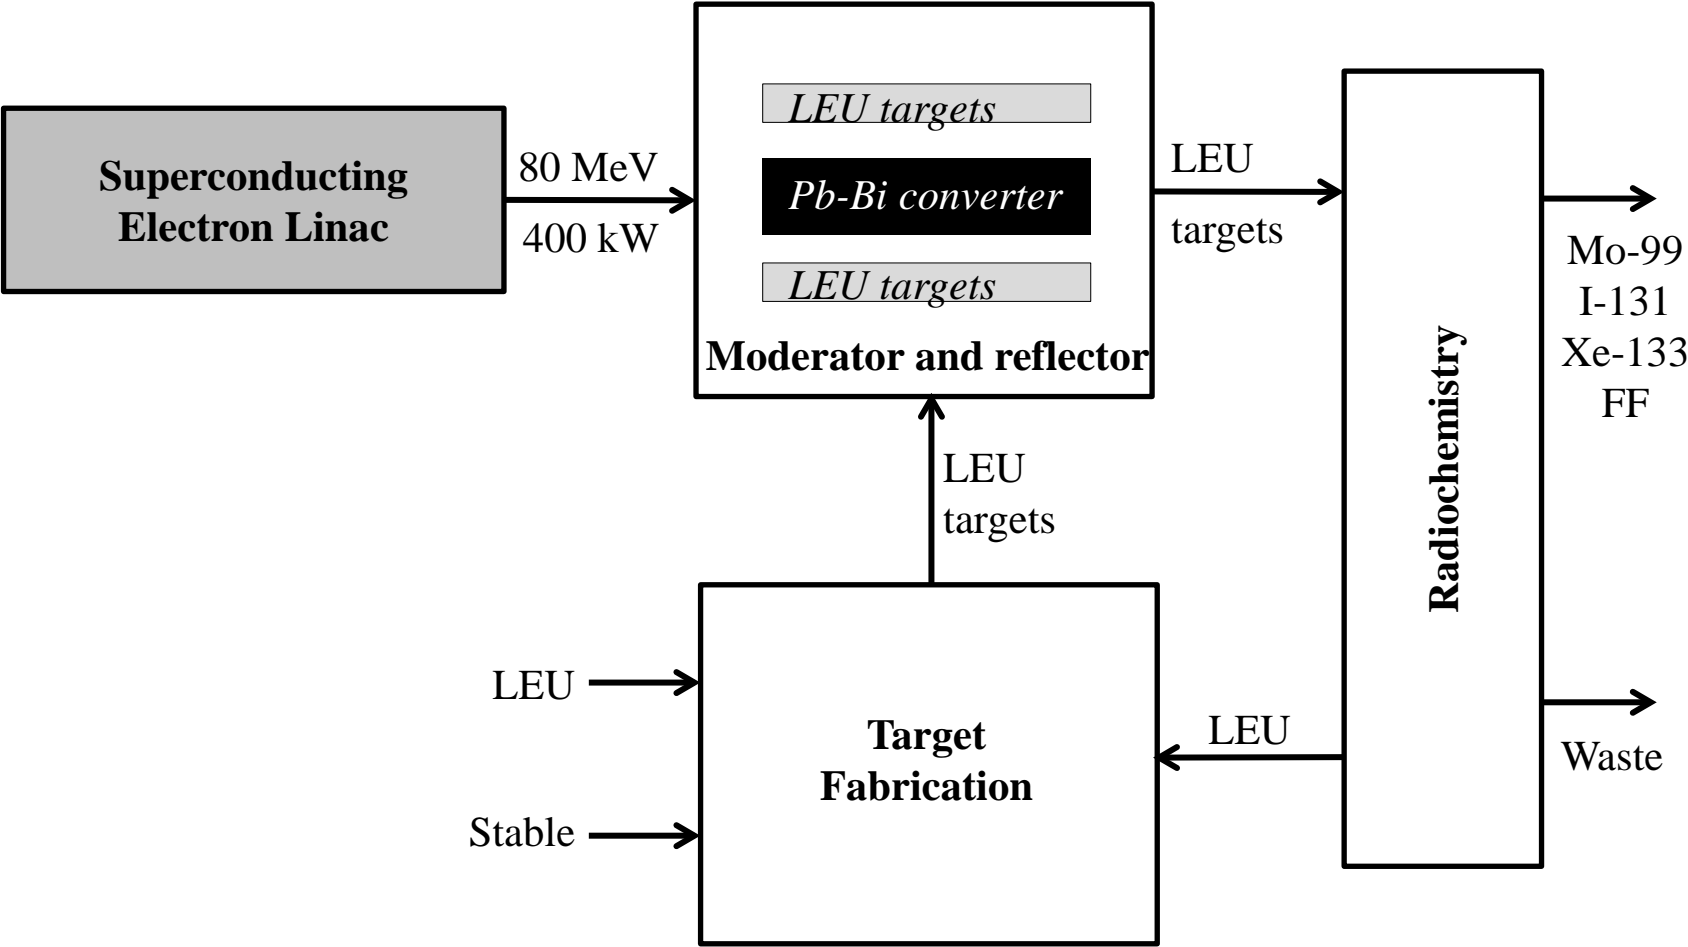 Superconducting
Electron Linac
80 MeV
400 kW
LEU targets
Pb-Bi converter
LEU targets
Moderator and reflector
LEU
targets
Radiochemistry
Mo-99
I-131
Xe-133
FF
Waste
LEU
targets
LEU
Stable
Target
Fabrication
LEU